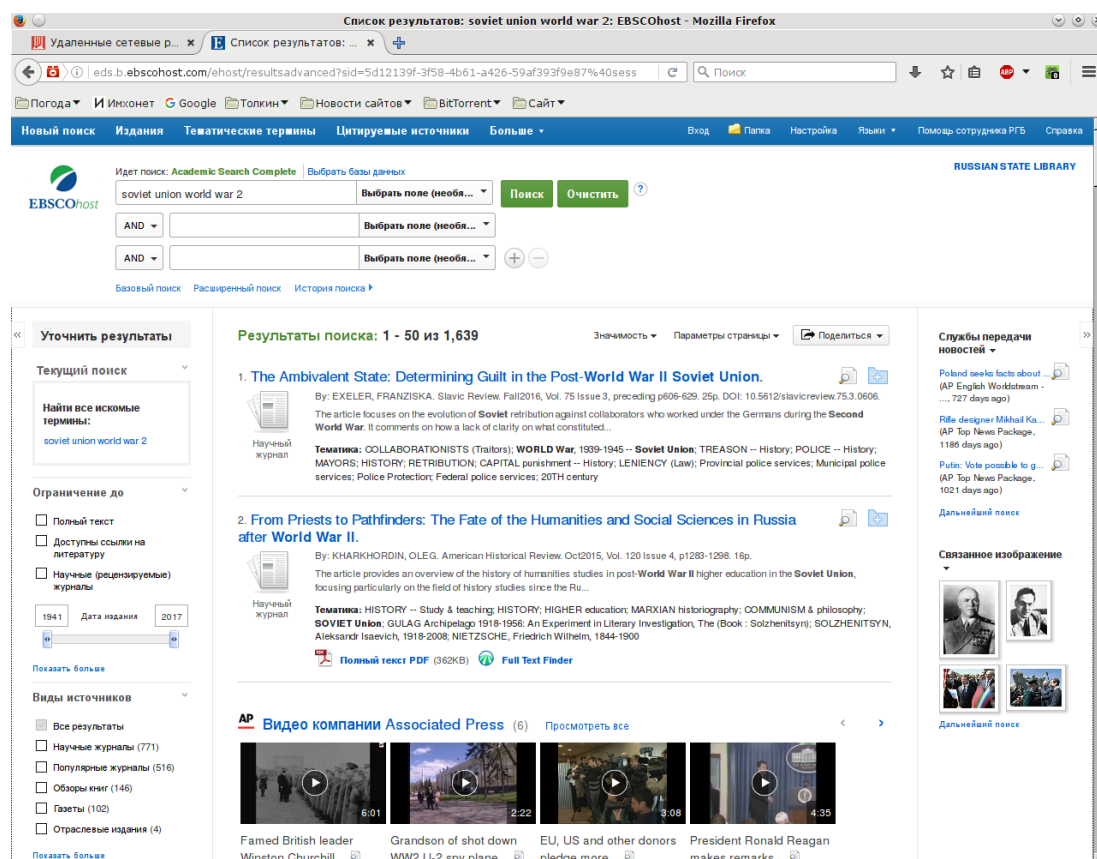 Список результатов: soviet union world war 2: EBSCOhost - Mozilla Firefox
Удаленные сетевые р... × Список результатов: ... ×
eds.b.ebscohost.com/ehost/resultsadvanced?sid=5d12139f-3f58-4b61-a426-59af393f9e87%40sess Поиск
Погода Имхонет Google Толкин Новости сайтов BitTorrent Сайт
Новый поиск Издания Тематические термины Цитируемые источники Больше Вход Папка Настройка Языки Помощь сотрудника РГБ Справка
Идет поиск: Academic Search Complete Выбрать базы данных
RUSSIAN STATE LIBRARY
EBSCOhost
soviet union world war 2 Выбрать поле (необя... Поиск Очистить ?
AND Выбрать поле (необя...
AND Выбрать поле (необя...
Базовый поиск Расширенный поиск История поиска
« Уточнить результаты
Текущий поиск
Найти все искомые
термины:
soviet union world war 2
Ограничение до
Полный текст
Доступны ссылки на
литературу
Научные (рецензируемые)
журналы
1941 Дата издания 2017
Показать больше
Виды источников
Все результаты
Научные журналы (771)
Популярные журналы (516)
Обзоры книг (146)
Газеты (102)
Отраслевые издания (4)
Показать больше
Результаты поиска: 1 - 50 из 1,639 Значимость Параметры страницы Поделиться
1. The Ambivalent State: Determining Guilt in the Post-World War II Soviet Union.
By: EXELER, FRANZISKA. Slavic Review. Fall2016, Vol. 75 Issue 3, preceding p606-629. 25p. DOI: 10.5612/slavicreview.75.3.0606.
The article focuses on the evolution of Soviet retribution against collaborators who worked under the Germans during the Second
World War. It comments on how a lack of clarity on what constituted...
Научный
журнал
Тематика: COLLABORATIONISTS (Traitors); WORLD War, 1939-1945 -- Soviet Union; TREASON -- History; POLICE -- History;
MAYORS; HISTORY; RETRIBUTION; CAPITAL punishment -- History; LENIENCY (Law); Provincial police services; Municipal police
services; Police Protection; Federal police services; 20TH century
2. From Priests to Pathfinders: The Fate of the Humanities and Social Sciences in Russia
after World War II.
By: KHARKHORDIN, OLEG. American Historical Review. Oct2015, Vol. 120 Issue 4, p1283-1298. 16p.
The article provides an overview of the history of humanities studies in post-World War II higher education in the Soviet Union,
focusing particularly on the field of history studies since the Ru...
Научный
журнал
Тематика: HISTORY -- Study & teaching; HISTORY; HIGHER education; MARXIAN historiography; COMMUNISM & philosophy;
SOVIET Union; GULAG Archipelago 1918-1956: An Experiment in Literary Investigation, The (Book : Solzhenitsyn); SOLZHENITSYN,
Aleksandr Isaevich, 1918-2008; NIETZSCHE, Friedrich Wilhelm, 1844-1900
Полный текст PDF (362KB) Full Text Finder
AP Видео компании Associated Press (6) Просмотреть все ‹ ›
6:01 2:22 3:08 4:35
Famed British leader Grandson of shot down EU, US and other donors President Ronald Reagan
Winston Churchill WW2 U-2 spy plane pledge more makes remarks
»
Службы передачи
новостей
Poland seeks facts about ...
(AP English Worldstream -
..., 727 days ago)
Rifle designer Mikhail Ka...
(AP Top News Package,
1186 days ago)
Putin: Vote possible to g...
(AP Top News Package,
1021 days ago)
Дальнейший поиск
Связанное изображение
Дальнейший поиск